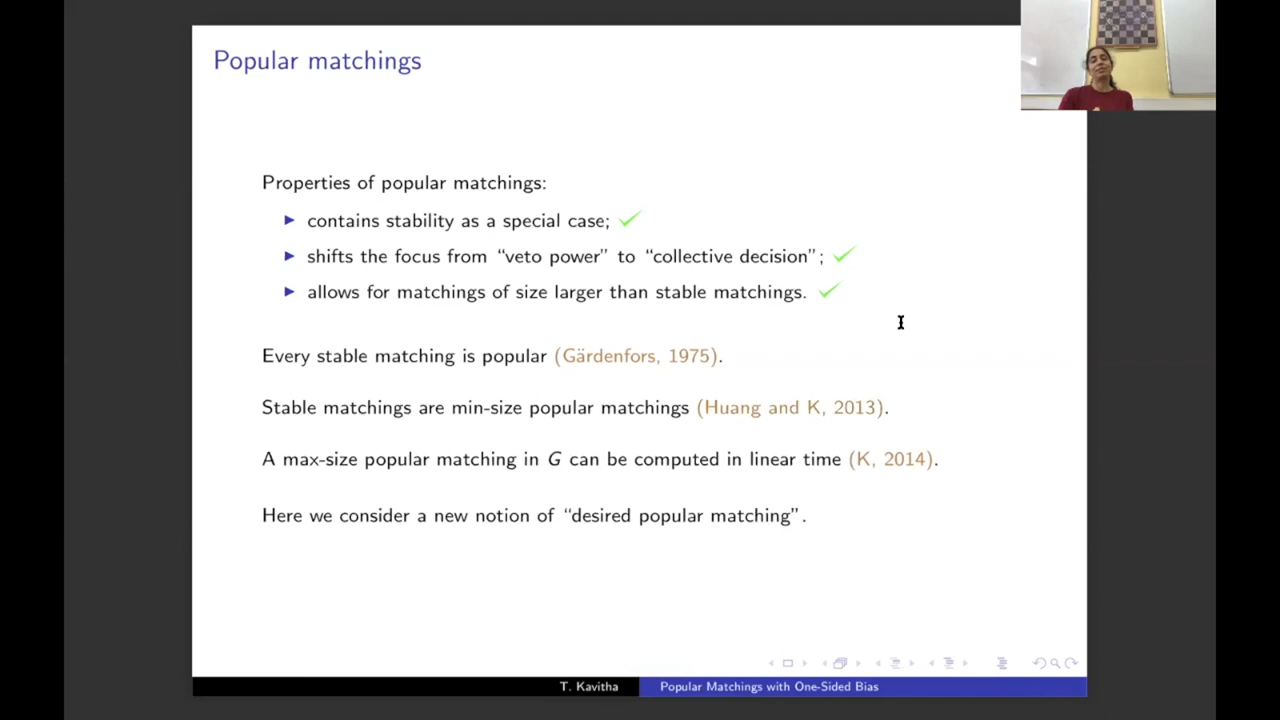 Popular matchings
Properties of popular matchings:
contains stability as a special case;
shifts the focus from “veto power” to “collective decision”;
allows for matchings of size larger than stable matchings.
Every stable matching is popular (Gärdenfors, 1975).
Stable matchings are min-size popular matchings (Huang and K, 2013).
A max-size popular matching in G can be computed in linear time (K, 2014).
Here we consider a new notion of “desired popular matching”.
T. Kavitha Popular Matchings with One-Sided Bias